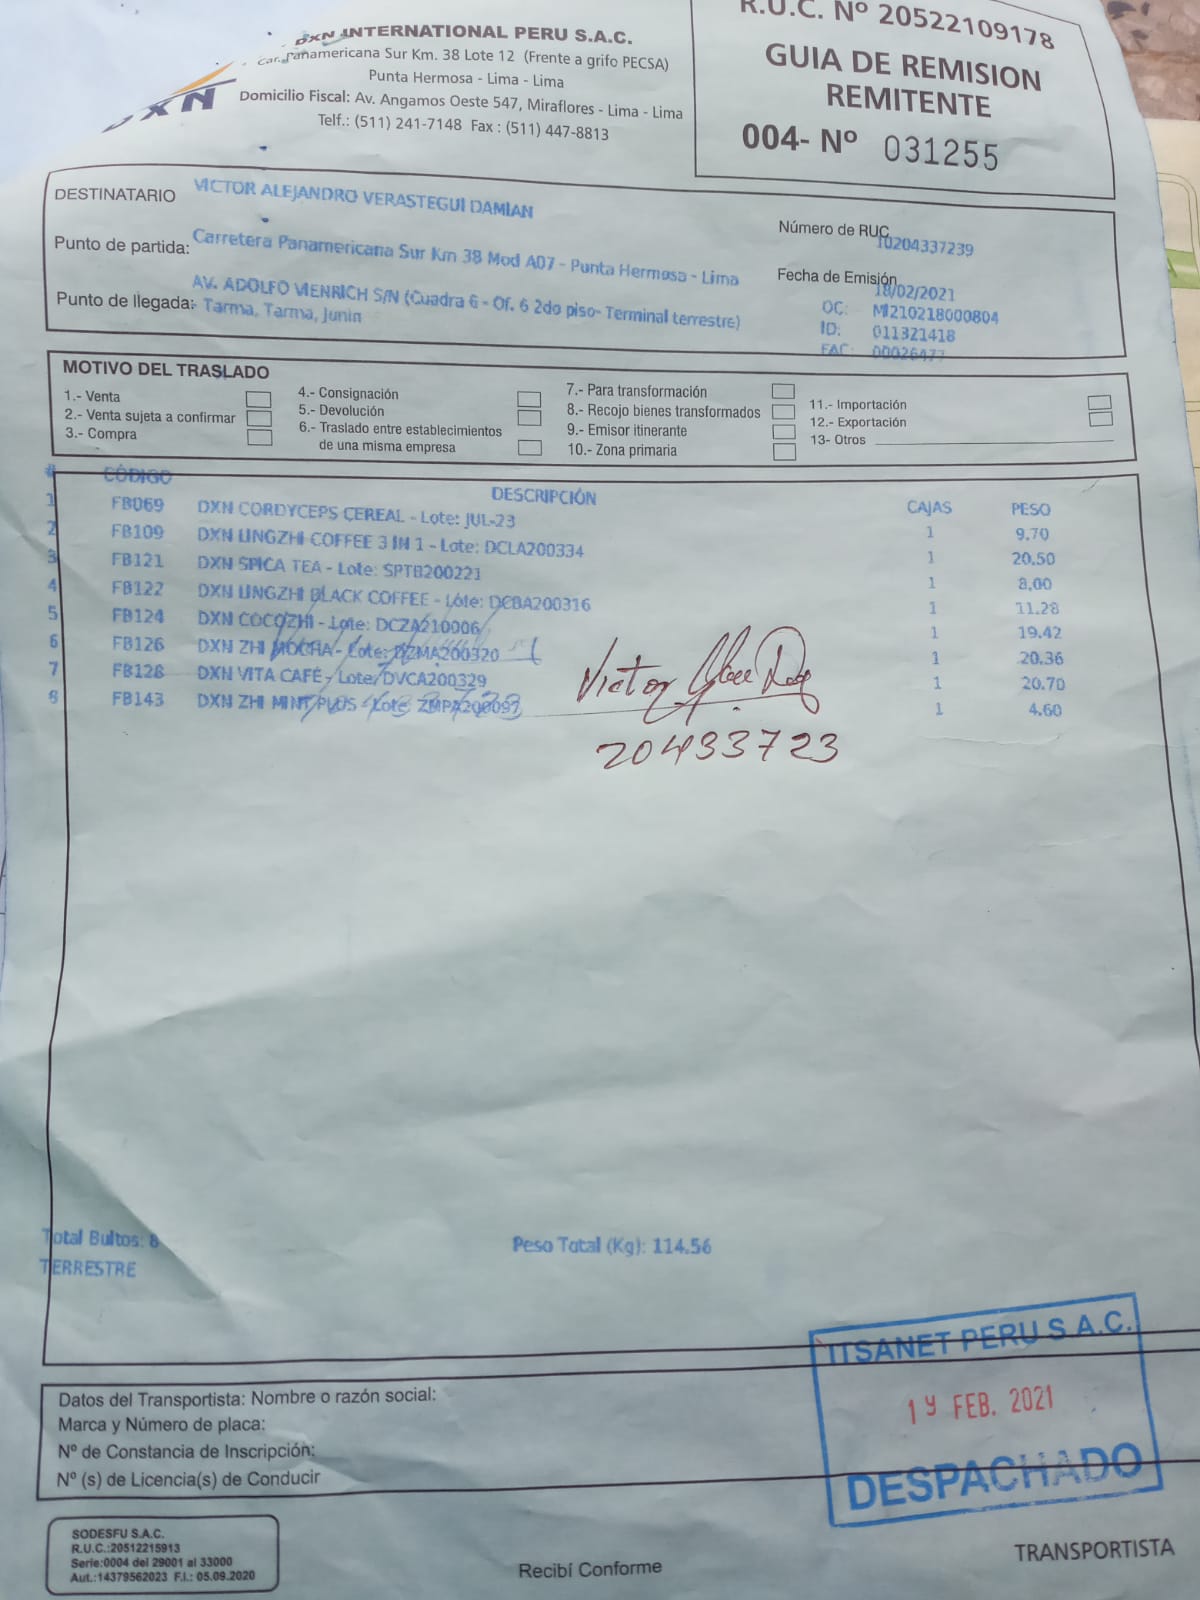 DXN INTERNATIONAL PERU S.A.C.
Car. Panamericana Sur Km. 38 Lote 12 (Frente a grifo PECSA)
Punta Hermosa - Lima - Lima
Domicilio Fiscal: Av. Angamos Oeste 547, Miraflores - Lima - Lima
Telf.: (511) 241-7148 Fax : (511) 447-8813
DXN
R.U.C. Nº 20522109178
GUIA DE REMISION
REMITENTE
004- Nº 031255
DESTINATARIO VICTOR ALEJANDRO VERASTEGUI DAMIAN
Número de RUC 10204337239
Punto de partida: Carretera Panamericana Sur Km 38 Mod A07 - Punta Hermosa - Lima
Fecha de Emisión 18/02/2021
Punto de llegada: AV. ADOLFO VIENRICH S/N (Cuadra 6 - Of. 6 2do piso- Terminal terrestre)
- Tarma, Tarma, Junin
OC: MI210218000804
ID: 011321418
FAC: 00026477
MOTIVO DEL TRASLADO
1.- Venta
2.- Venta sujeta a confirmar
3.- Compra
4.- Consignación
5.- Devolución
6.- Traslado entre establecimientos
de una misma empresa
7.- Para transformación
8.- Recojo bienes transformados
9.- Emisor itinerante
10.- Zona primaria
11.- Importación
12.- Exportación
13- Otros
# CÓDIGO DESCRIPCIÓN CAJAS PESO
1 FB069 DXN CORDYCEPS CEREAL - Lote: JUL-23 1 9.70
2 FB109 DXN LINGZHI COFFEE 3 IN 1 - Lote: DCLA200334 1 20.50
3 FB121 DXN SPICA TEA - Lote: SPTB200221 1 8.00
4 FB122 DXN LINGZHI BLACK COFFEE - Lote: DCBA200316 1 11.28
5 FB124 DXN COCOZHI - Lote: DCZA210006 1 19.42
6 FB126 DXN ZHI MOCHA - Lote: DZMA200320 1 20.36
7 FB128 DXN VITA CAFÉ - Lote: DVCA200329 1 20.70
8 FB143 DXN ZHI MINT PLUS - Lote ZMPA200097 1 4.60
Victor
20433723
Total Bultos: 8
Peso Total (Kg): 114.56
TERRESTRE
ITSANET PERU S.A.C.
19 FEB. 2021
DESPACHADO
Datos del Transportista: Nombre o razón social:
Marca y Número de placa:
Nº de Constancia de Inscripción:
Nº (s) de Licencia(s) de Conducir
SODESFU S.A.C.
R.U.C.:20512215913
Serie:0004 del 29001 al 33000
Aut.:14379562023 F.I.: 05.09.2020
Recibí Conforme
TRANSPORTISTA